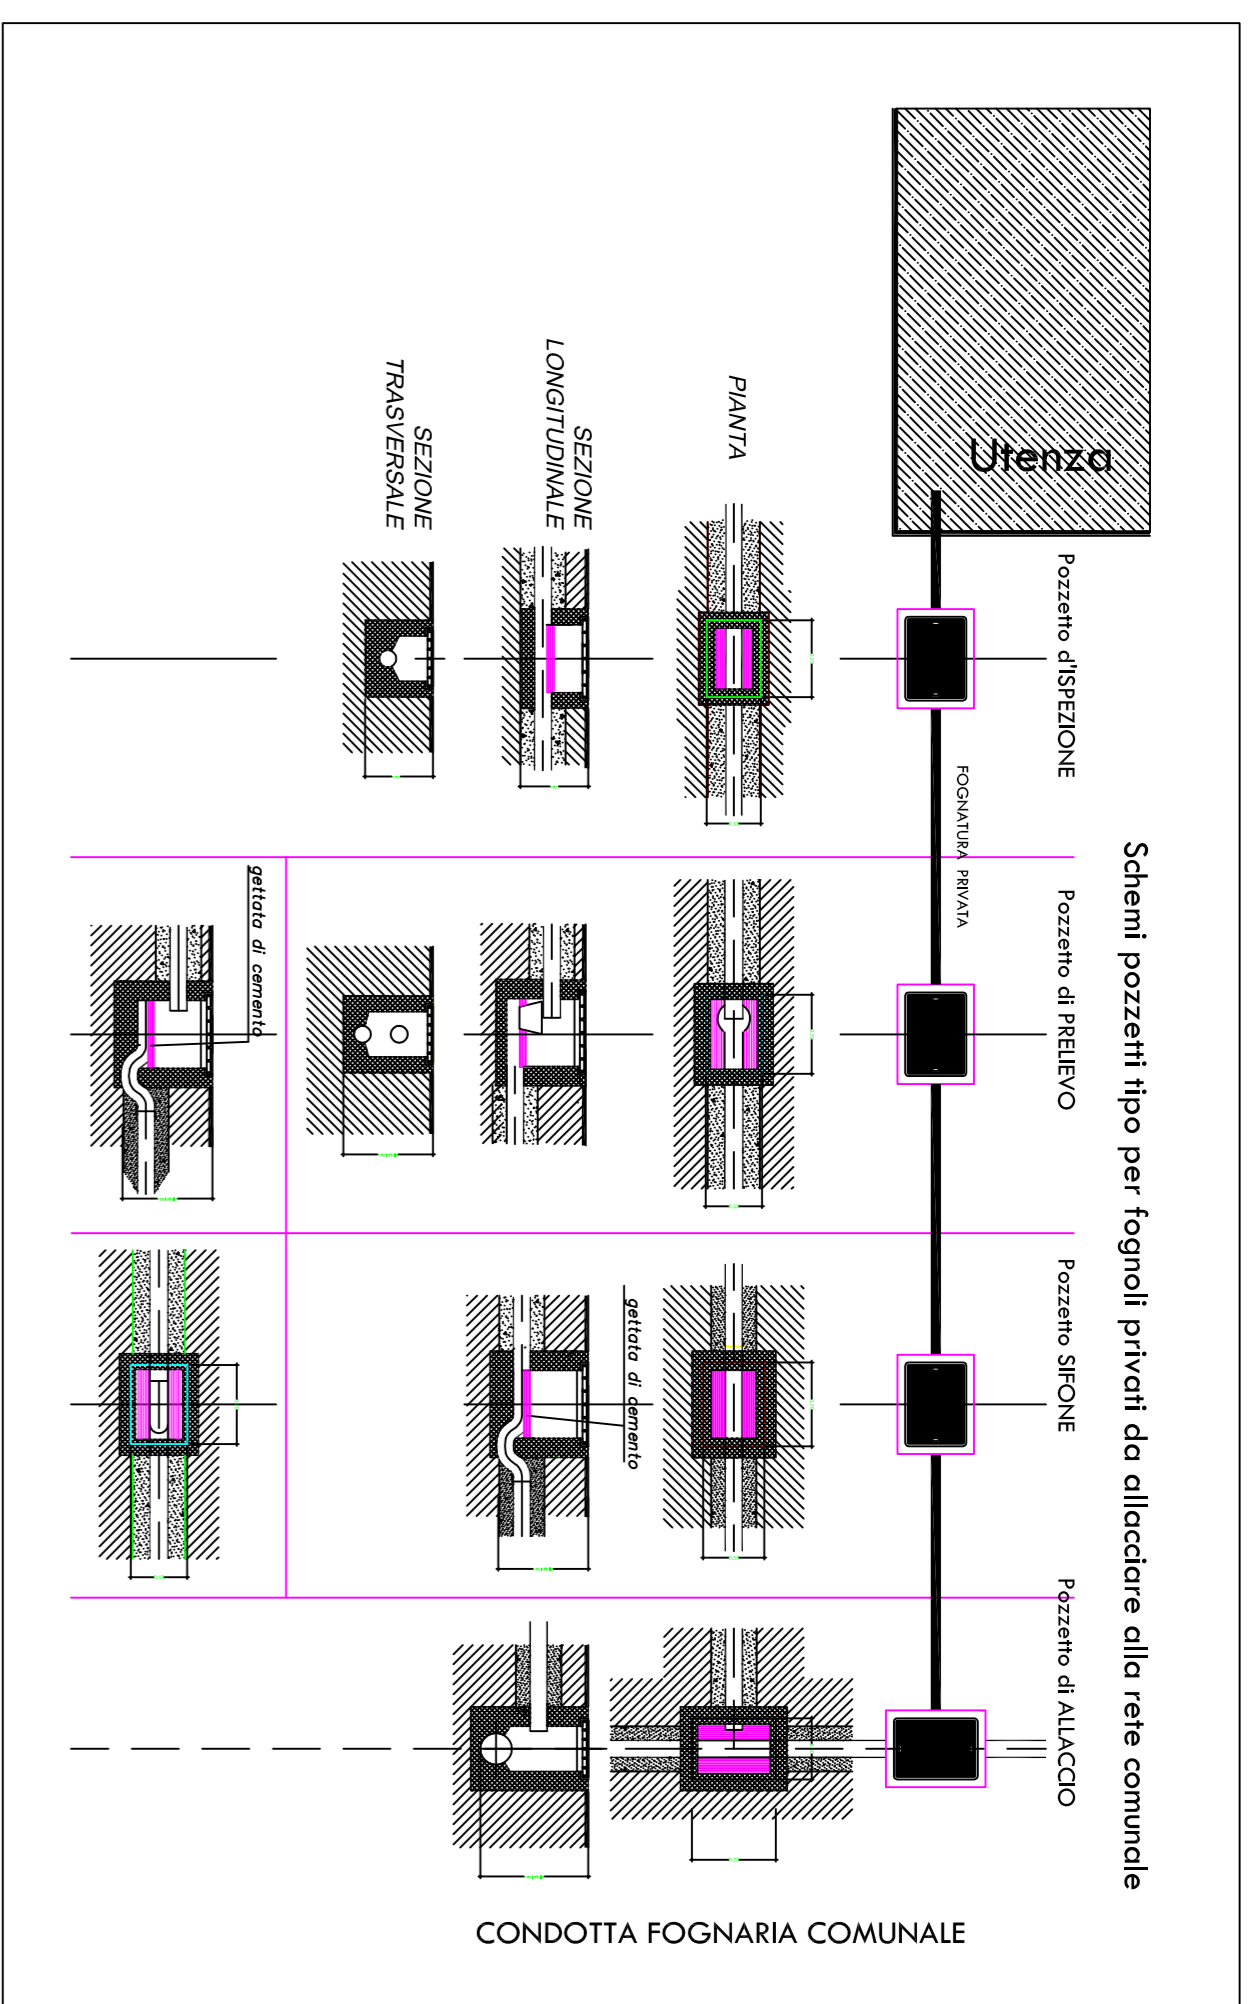 Schemi pozzetti tipo per fognoli privati da allacciare alla rete comunale
Utenza
Pozzetto d'ISPEZIONE
Pozzetto di PRELIEVO
Pozzetto SIFONE
Pozzetto di ALLACCIO
FOGNATURA PRIVATA
PIANTA
SEZIONE
LONGITUDINALE
SEZIONE
TRASVERSALE
gettata di cemento
gettata di cemento
CONDOTTA FOGNARIA COMUNALE